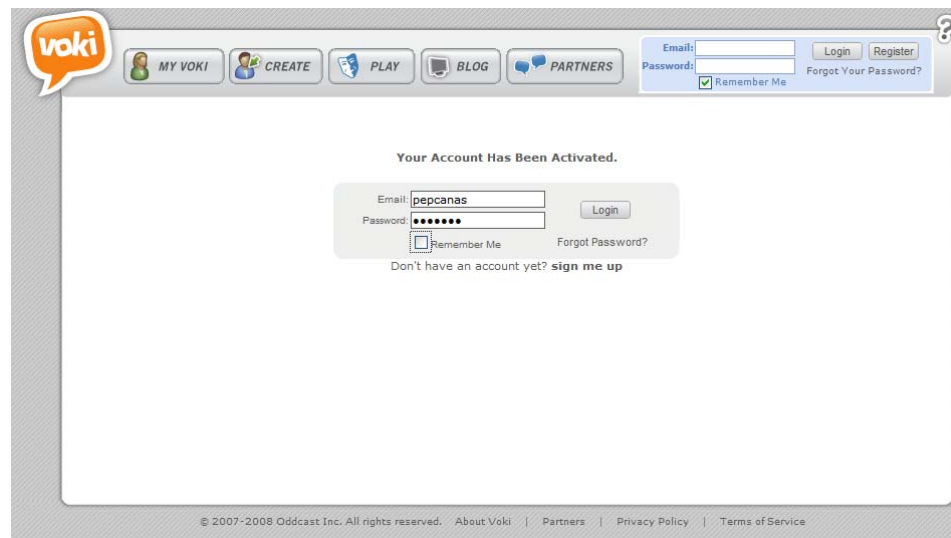 voki
MY VOKI CREATE PLAY BLOG PARTNERS
Email: Login Register
Password: Forgot Your Password?
Remember Me
?
Your Account Has Been Activated.
Email: pepcanas Login
Password: •••••••
Remember Me Forgot Password?
Don't have an account yet? sign me up
© 2007-2008 Oddcast Inc. All rights reserved. About Voki | Partners | Privacy Policy | Terms of Service